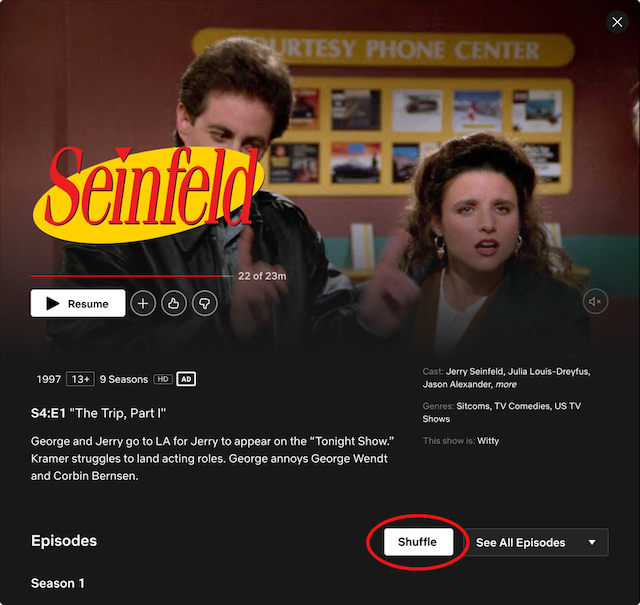 COURTESY PHONE CENTER
Seinfeld
22 of 23m
Resume
1997 13+ 9 Seasons HD AD
S4:E1 "The Trip, Part I"
George and Jerry go to LA for Jerry to appear on the “Tonight Show.”
Kramer struggles to land acting roles. George annoys George Wendt
and Corbin Bernsen.
Cast: Jerry Seinfeld, Julia Louis-Dreyfus,
Jason Alexander, more
Genres: Sitcoms, TV Comedies, US TV
Shows
This show is: Witty
Episodes
Shuffle
See All Episodes
Season 1